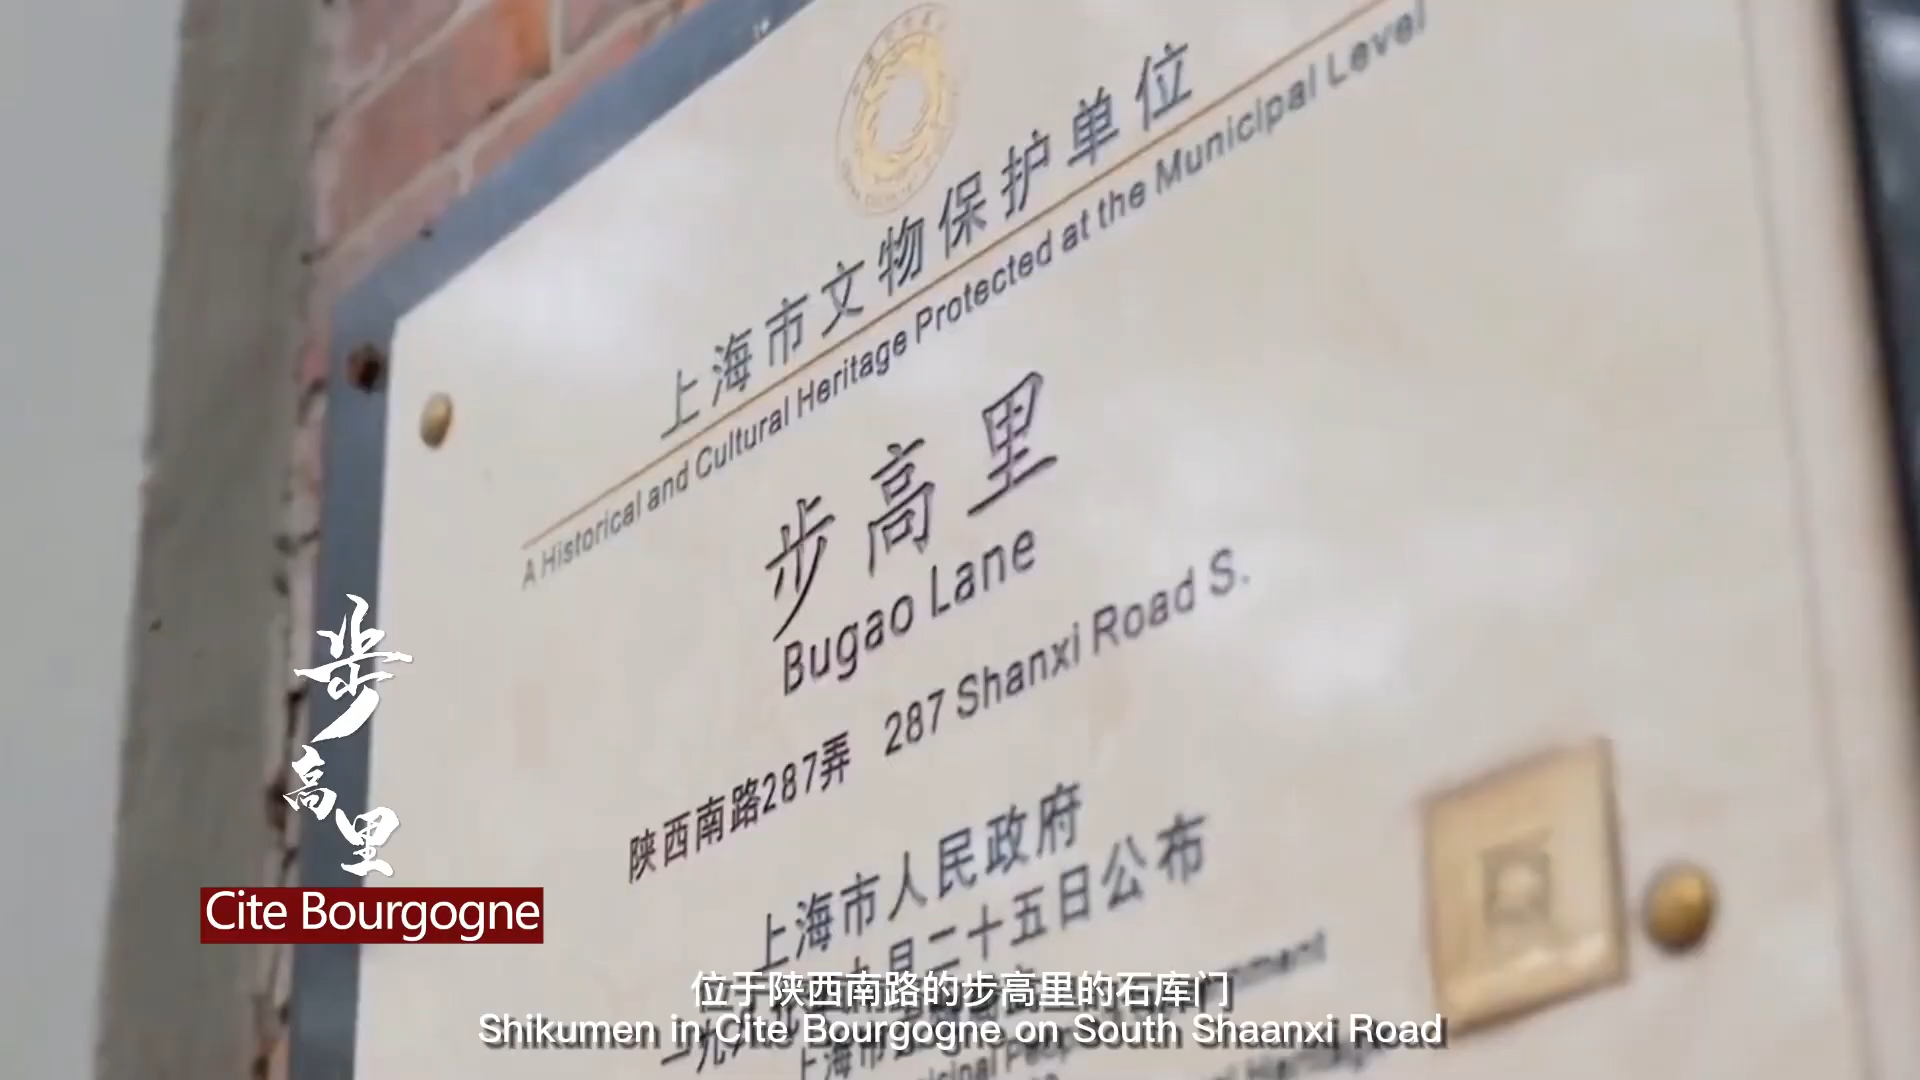 上海市文物保护单位
A Historical and Cultural Heritage Protected at the Municipal Level
步高里
Bugao Lane
陕西南路287弄 287 Shanxi Road S.
上海市人民政府
月二十五日公布
步高里
Cite Bourgogne
位于陕西南路的步高里的石库门
Shikumen in Cite Bourgogne on South Shaanxi Road